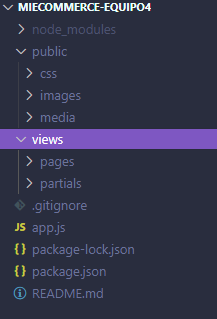 MIECOMMERCE-EQUIPO4
node_modules
public
css
images
media
views
pages
partials
.gitignore
JS app.js
{} package-lock.json
{} package.json
README.md